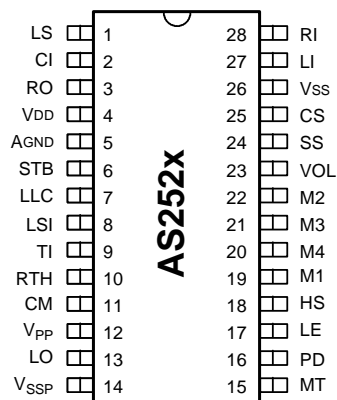 LS 1 28 RI
CI 2 27 LI
RO 3 26 VSS
VDD 4 25 CS
AGND 5 24 SS
STB 6 23 VOL
LLC 7 22 M2
LSI 8 21 M3
TI 9 20 M4
RTH 10 19 M1
CM 11 18 HS
VPP 12 17 LE
LO 13 16 PD
VSSP 14 15 MT
AS252x